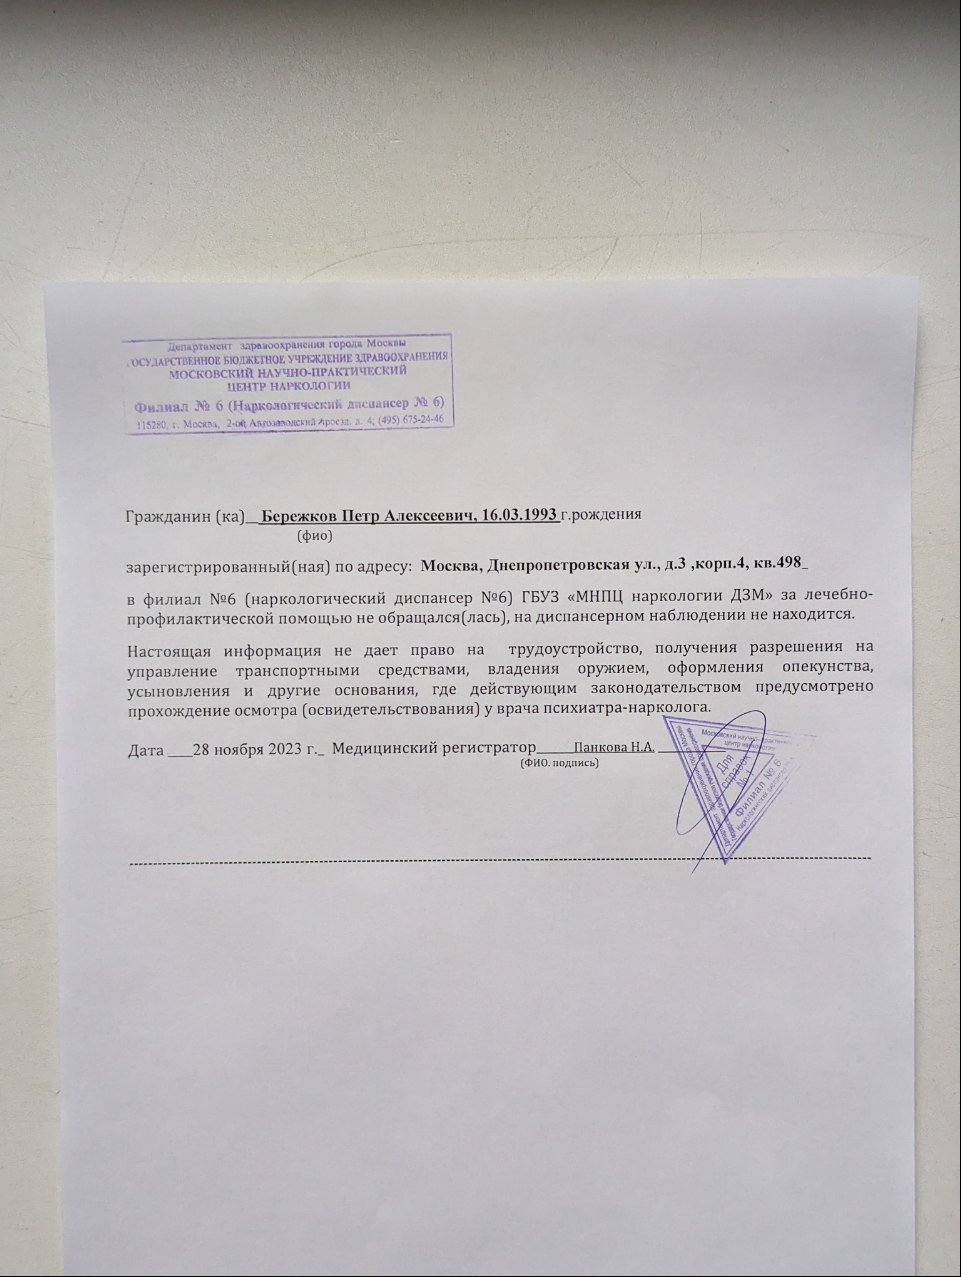 Департамент здравоохранения города Москвы
ОСУДАРСТВЕННОЕ БЮДЖЕТНОЕ УЧРЕЖДЕНИЕ ЗДРАВООХРАНЕНИЯ
МОСКОВСКИЙ НАУЧНО-ПРАКТИЧЕСКИЙ
ЦЕНТР НАРКОЛОГИИ
Филиал № 6 (Наркологический диспансер № 6)
115280, г. Москва, 2-ой Автозаводский проезд, д. 4; (495) 675-24-46
Гражданин (ка)__Бережков Петр Алексеевич, 16.03.1993 г.рождения
(фио)
зарегистрированный(ная) по адресу: Москва, Днепропетровская ул., д.3 ,корп.4, кв.498_
в филиал №6 (наркологический диспансер №6) ГБУЗ «МНПЦ наркологии ДЗМ» за лечебно-
профилактической помощью не обращался(лась), на диспансерном наблюдении не находится.
Настоящая информация не дает право на трудоустройство, получения разрешения на
управление транспортными средствами, владения оружием, оформления опекунства,
усыновления и другие основания, где действующим законодательством предусмотрено
прохождение осмотра (освидетельствования) у врача психиатра-нарколога.
Дата ___28 ноября 2023 г._ Медицинский регистратор_____Панкова Н.А. _________
(ФИО. подпись)
Московский научно-практический
центр наркологии
Для
справок
№ 1
Филиал № 6